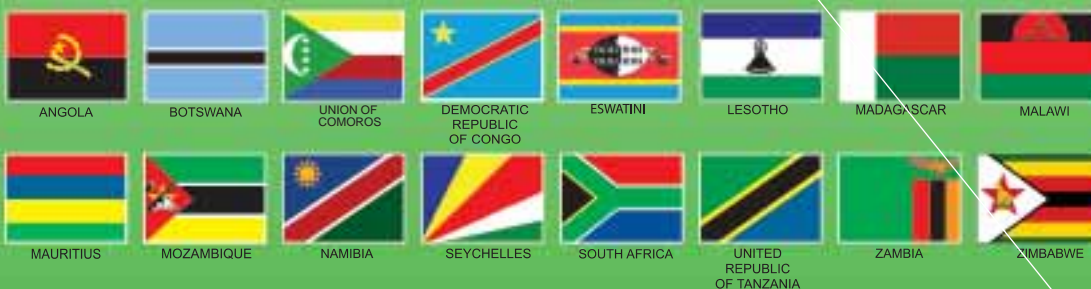 ANGOLA
BOTSWANA
UNION OF
COMOROS
DEMOCRATIC
REPUBLIC
OF CONGO
ESWATINI
LESOTHO
MADAGASCAR
MALAWI
MAURITIUS
MOZAMBIQUE
NAMIBIA
SEYCHELLES
SOUTH AFRICA
UNITED
REPUBLIC
OF TANZANIA
ZAMBIA
ZIMBABWE